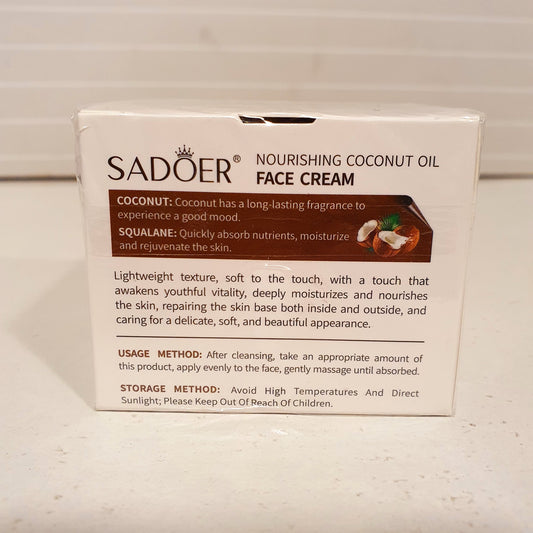 SADOER®
NOURISHING COCONUT OIL
FACE CREAM
COCONUT: Coconut has a long-lasting fragrance to
experience a good mood.
SQUALANE: Quickly absorb nutrients, moisturize
and rejuvenate the skin.
Lightweight texture, soft to the touch, with a touch that
awakens youthful vitality, deeply moisturizes and nourishes
the skin, repairing the skin base both inside and outside, and
caring for a delicate, soft, and beautiful appearance.
USAGE METHOD: After cleansing, take an appropriate amount of
this product, apply evenly to the face, gently massage until absorbed.
STORAGE METHOD: Avoid High Temperatures And Direct
Sunlight; Please Keep Out Of Reach Of Children.